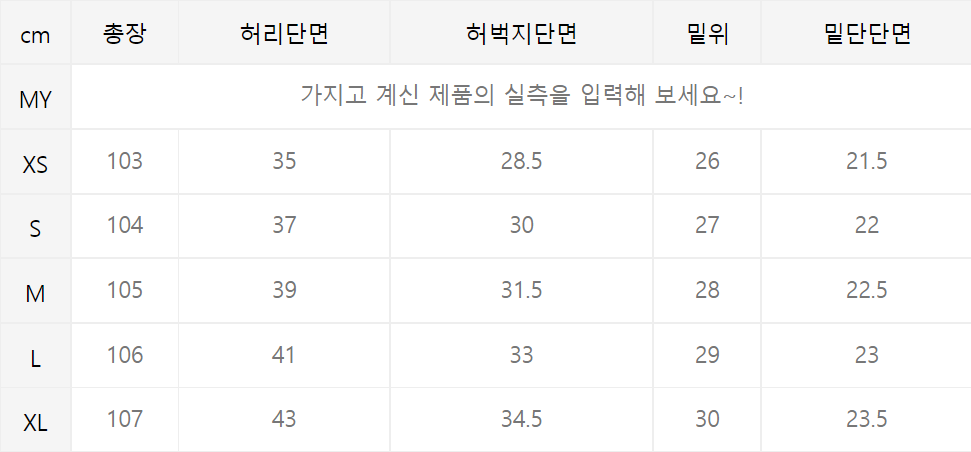 cm 총장 허리단면 허벅지단면 밑위 밑단단면
MY 가지고 계신 제품의 실측을 입력해 보세요~!
XS 103 35 28.5 26 21.5
S 104 37 30 27 22
M 105 39 31.5 28 22.5
L 106 41 33 29 23
XL 107 43 34.5 30 23.5